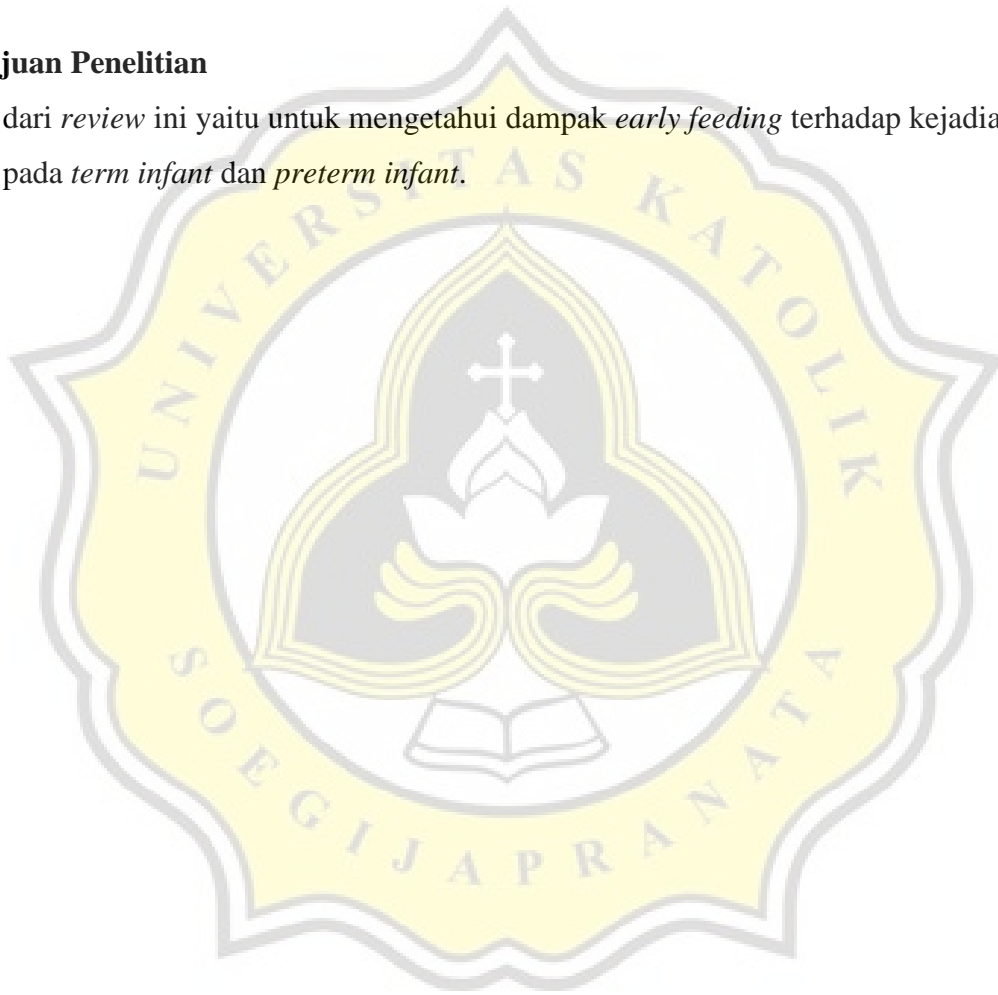 juan Penelitian
dari review ini yaitu untuk mengetahui dampak early feeding terhadap kejadia
pada term infant dan preterm infant.
UNIVERSITAS KATOLIK
SOEGIJAPRANATA